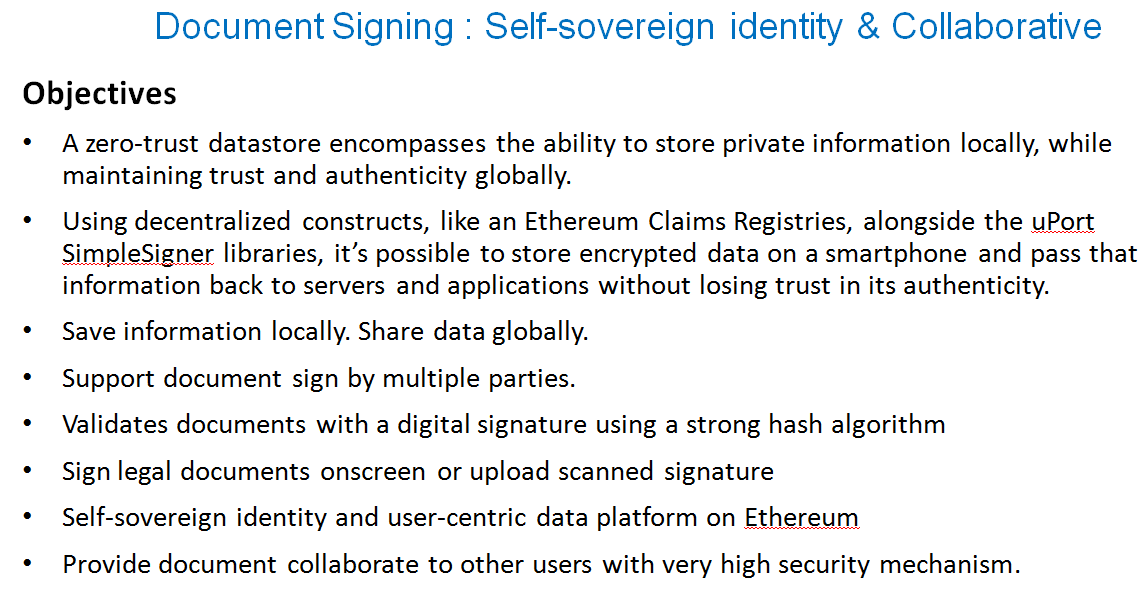 Document Signing : Self-sovereign identity & Collaborative
Objectives
• A zero-trust datastore encompasses the ability to store private information locally, while
maintaining trust and authenticity globally.
• Using decentralized constructs, like an Ethereum Claims Registries, alongside the uPort
SimpleSigner libraries, it’s possible to store encrypted data on a smartphone and pass that
information back to servers and applications without losing trust in its authenticity.
• Save information locally. Share data globally.
• Support document sign by multiple parties.
• Validates documents with a digital signature using a strong hash algorithm
• Sign legal documents onscreen or upload scanned signature
• Self-sovereign identity and user-centric data platform on Ethereum
• Provide document collaborate to other users with very high security mechanism.